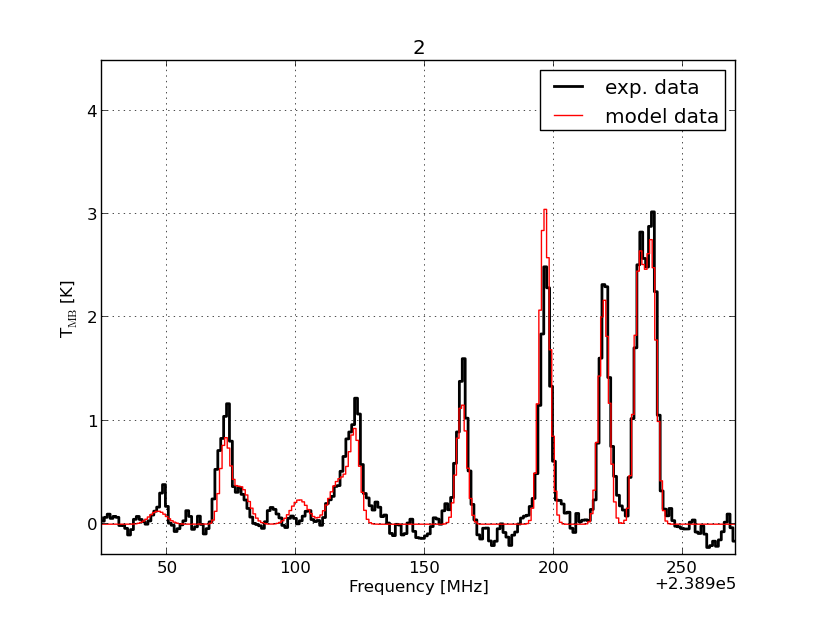 2
exp. data
model data
4
3
2
1
0
T_MB [K]
50
100
150
200
250
+2.389e5
Frequency [MHz]